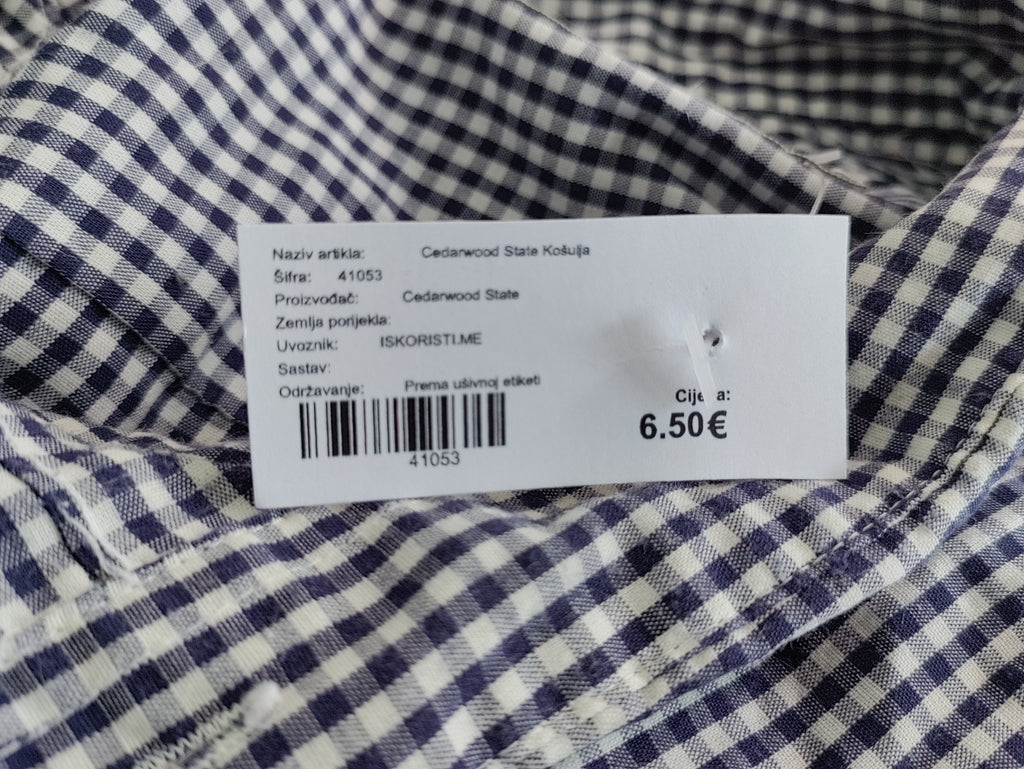 Naziv artikla: Cedarwood State Košulja
Šifra: 41053
Proizvođač: Cedarwood State
Zemlja porijekla:
Uvoznik: ISKORISTI.ME
Sastav:
Održavanje: Prema ušivnoj etiketi
41053
Cije a:
6.50€